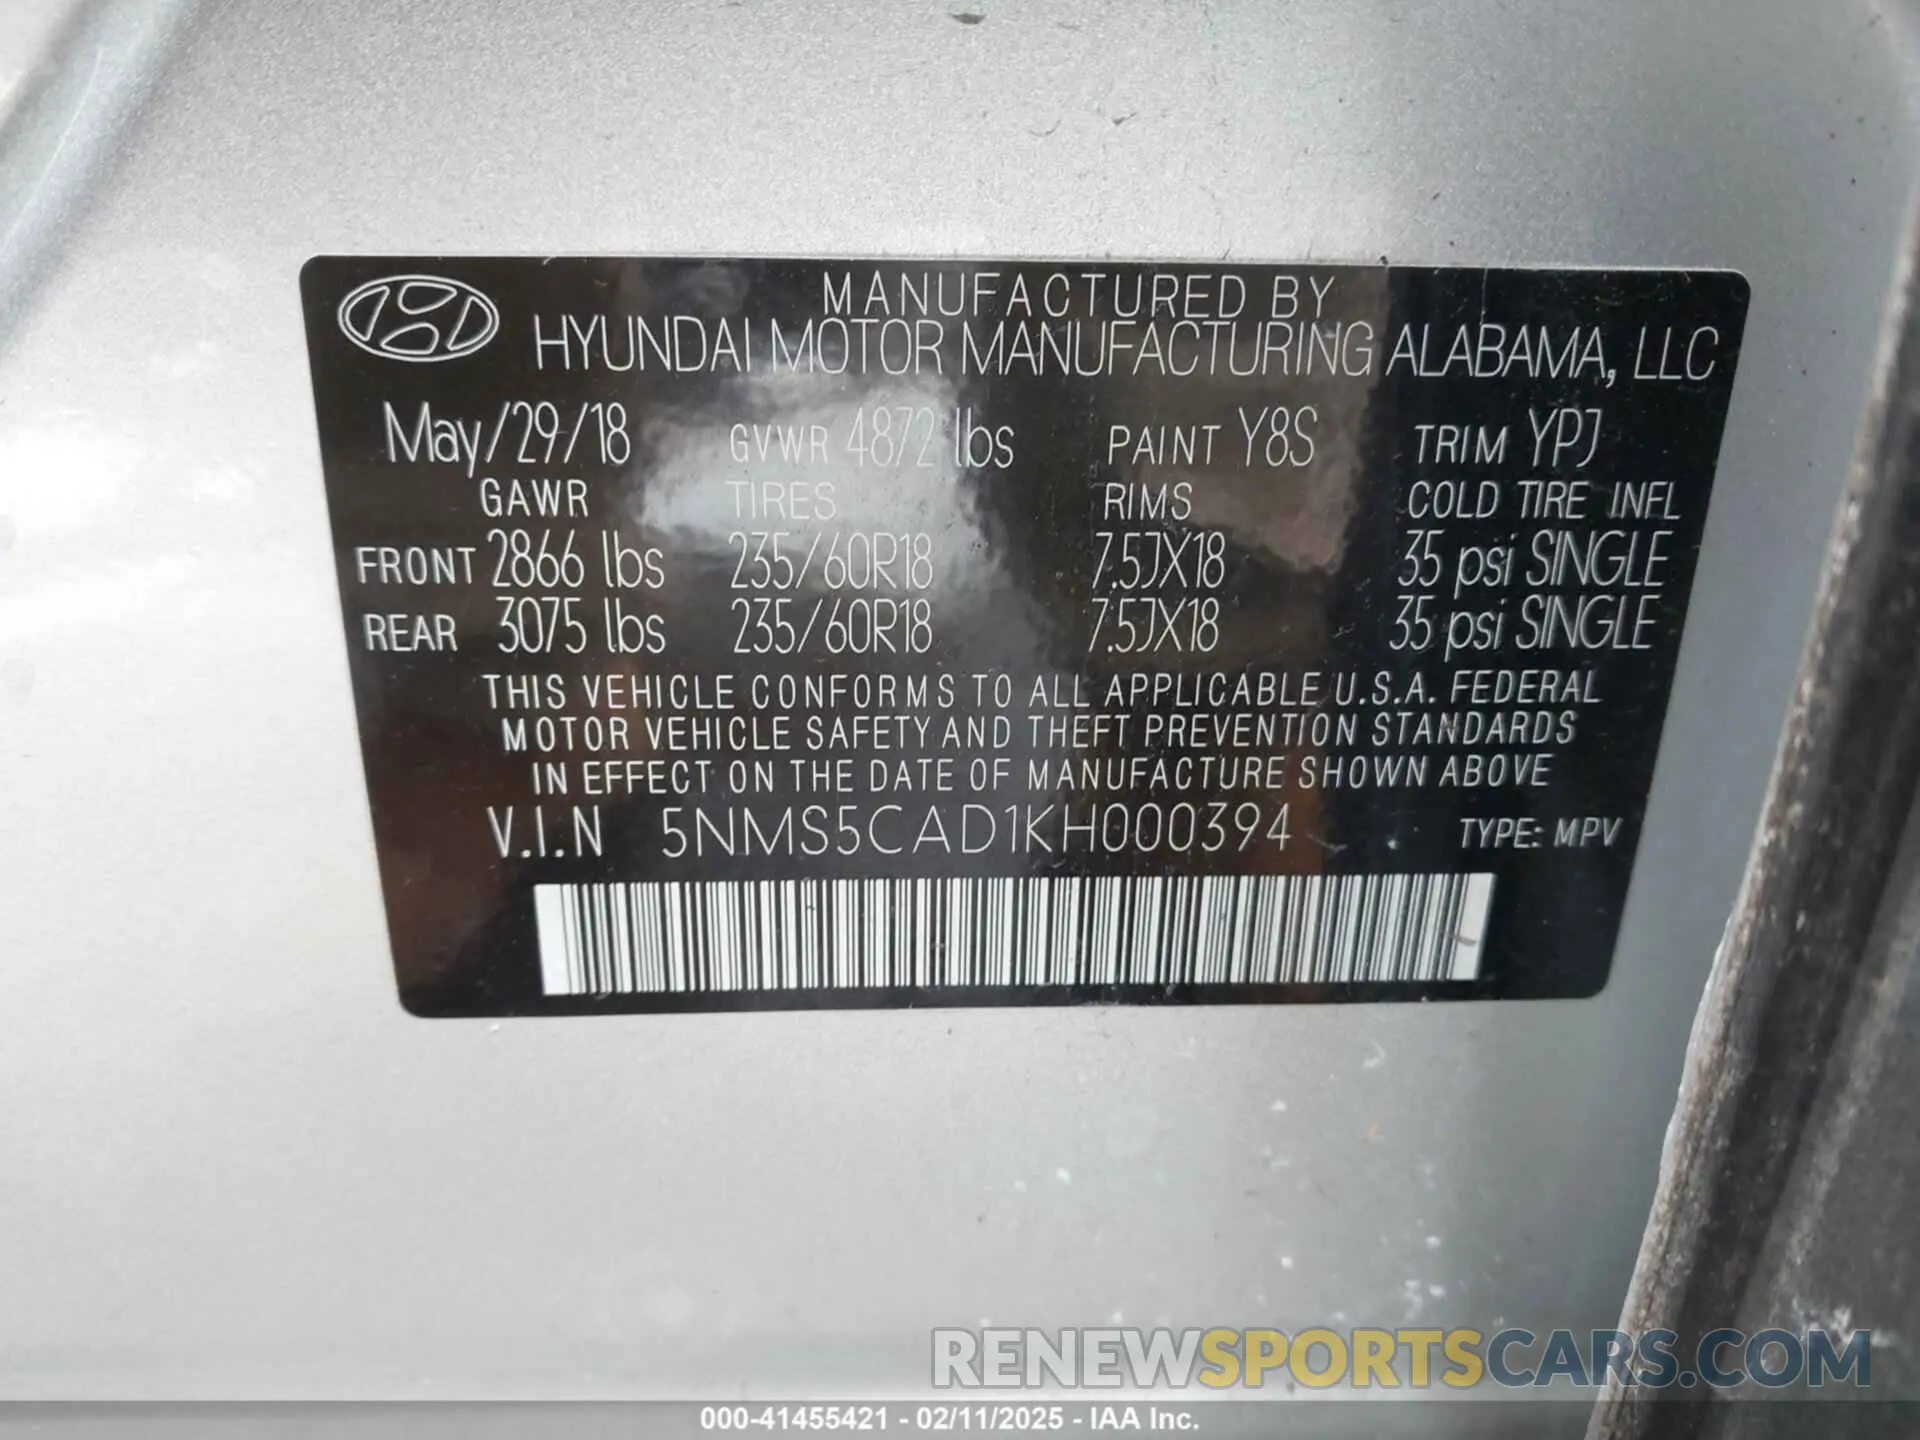 MANUFACTURED BY
HYUNDAI MOTOR MANUFACTURING ALABAMA, LLC
May/29/18 GVWR 4872 lbs PAINT Y8S TRIM YPJ
GAWR TIRES RIMS COLD TIRE INFL
FRONT 2866 lbs 235/60R18 7.5JX18 35 psi SINGLE
REAR 3075 lbs 235/60R18 7.5JX18 35 psi SINGLE
THIS VEHICLE CONFORMS TO ALL APPLICABLE U.S.A. FEDERAL
MOTOR VEHICLE SAFETY AND THEFT PREVENTION STANDARDS
IN EFFECT ON THE DATE OF MANUFACTURE SHOWN ABOVE
V.I.N 5NMS5CAD1KH000394 TYPE: MPV
RENEWSPORTSCARS.COM
000-41455421 - 02/11/2025 - IAA Inc.